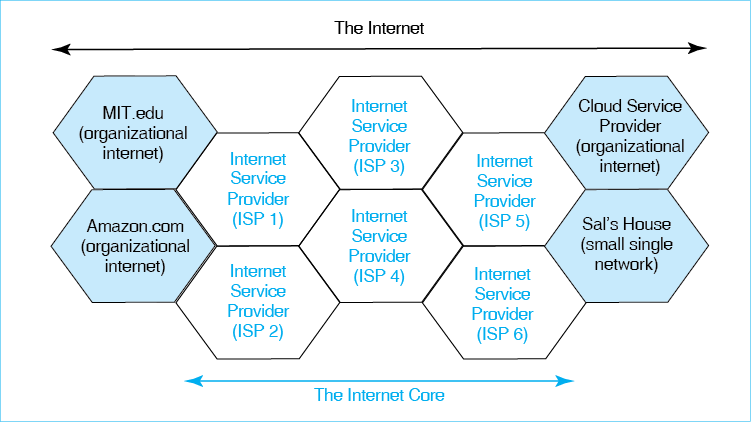 The Internet
MIT.edu
(organizational
internet)
Internet
Service
Provider
(ISP 3)
Cloud Service
Provider
(organizational
internet)
Internet
Service
Provider
(ISP 1)
Internet
Service
Provider
(ISP 5)
Amazon.com
(organizational
internet)
Internet
Service
Provider
(ISP 4)
Sal's House
(small single
network)
Internet
Service
Provider
(ISP 2)
Internet
Service
Provider
(ISP 6)
The Internet Core